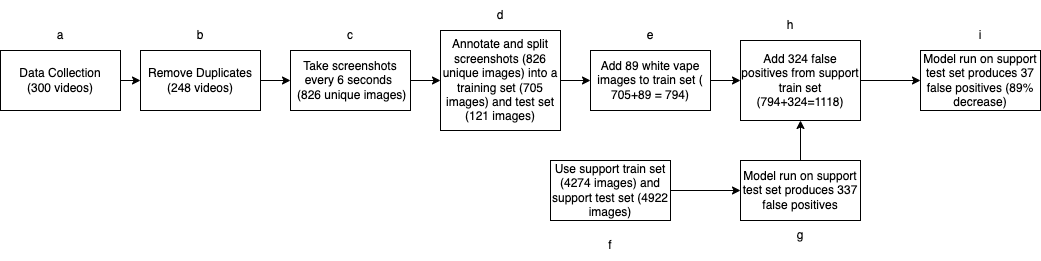 a
Data Collection
(300 videos)
b
Remove Duplicates
(248 videos)
c
Take screenshots
every 6 seconds
(826 unique images)
d
Annotate and split
screenshots (826
unique images) into a
training set (705
images) and test set
(121 images)
e
Add 89 white vape
images to train set (
705+89 = 794)
h
Add 324 false
positives from support
train set
(794+324=1118)
i
Model run on support
test set produces 37
false positives (89%
decrease)
Use support train set
(4274 images) and
support test set (4922
images)
f
Model run on support
test set produces 337
false positives
g